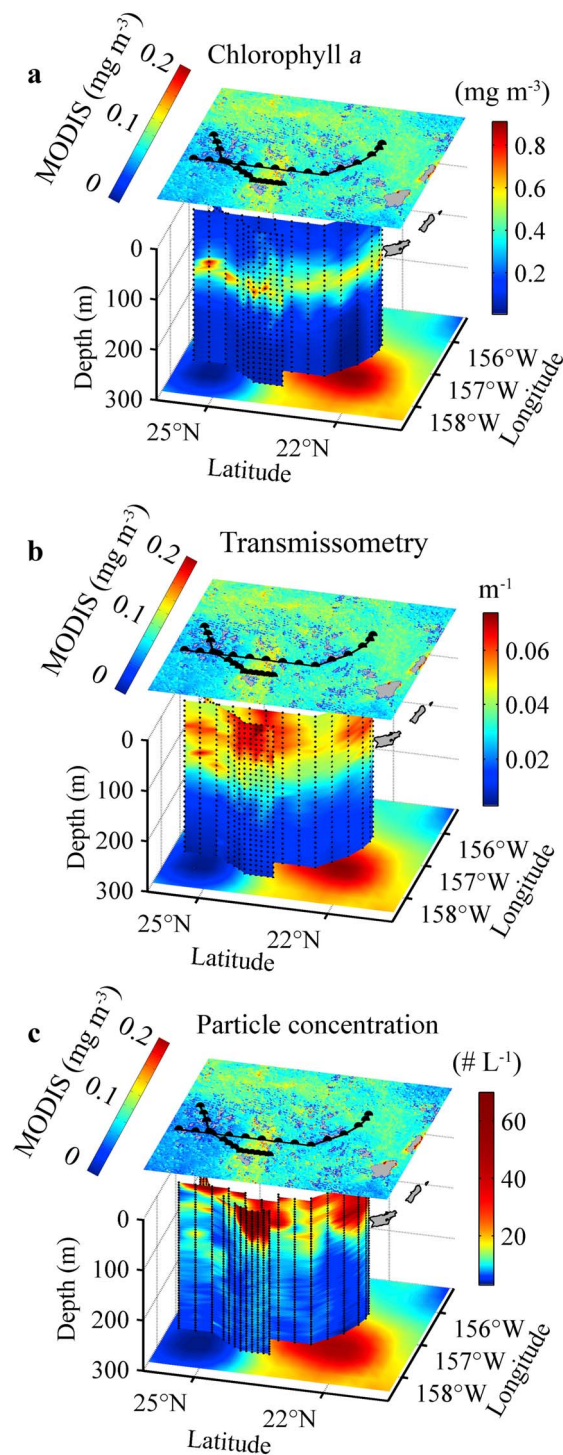 a
Chlorophyll a
MODIS (mg m-3)
0.2
0.1
0
(mg m-3)
0.8
0.6
0.4
0.2
Depth (m)
0
100
200
300
25°N
22°N
Latitude
156°W
157°W
158°W
Longitude
b
Transmissometry
MODIS (mg m-3)
0.2
0.1
0
m-1
0.06
0.04
0.02
Depth (m)
0
100
200
300
25°N
22°N
Latitude
156°W
157°W
158°W
Longitude
c
Particle concentration
MODIS (mg m-3)
0.2
0.1
0
(# L-1)
60
40
20
Depth (m)
0
100
200
300
25°N
22°N
Latitude
156°W
157°W
158°W
Longitude